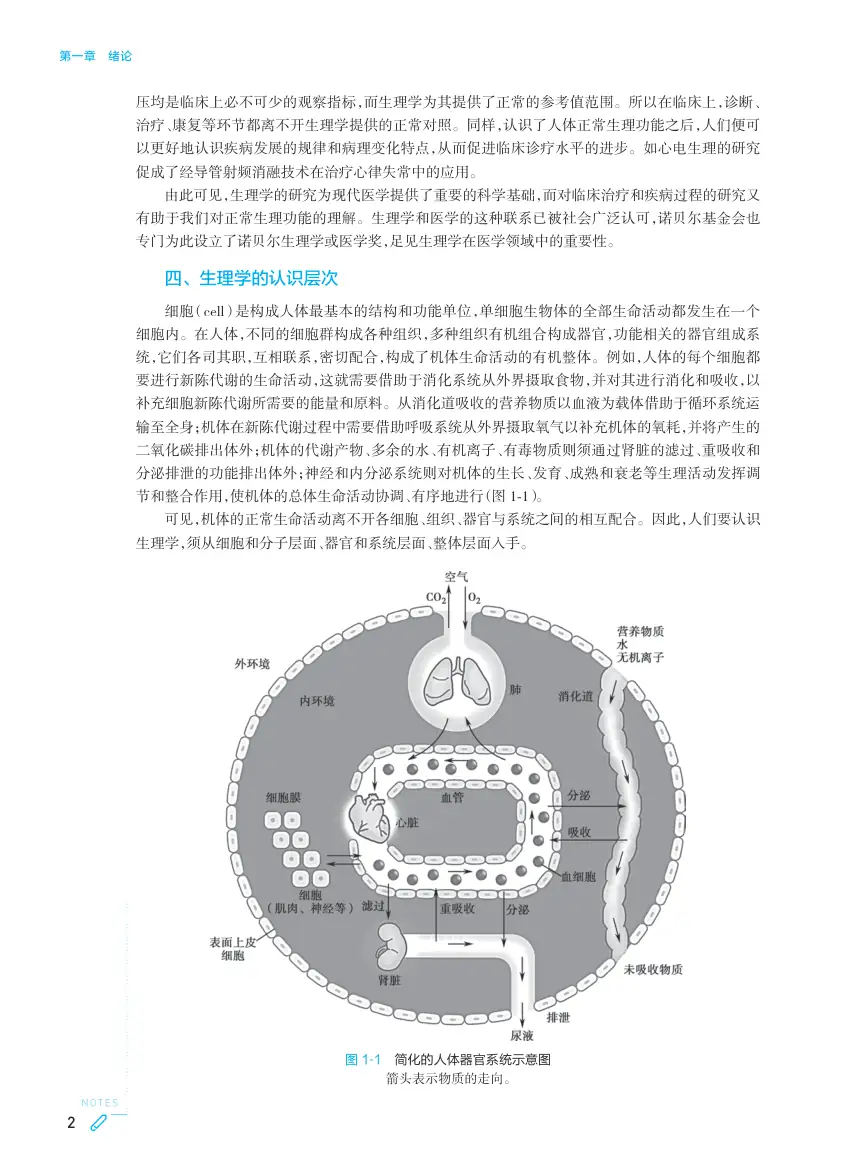 第一章 绪论
压均是临床上必不可少的观察指标,而生理学为其提供了正常的参考值范围。所以在临床上,诊断、
治疗、康复等环节都离不开生理学提供的正常对照。同样,认识了人体正常生理功能之后,人们便可
以更好地认识疾病发展的规律和病理变化特点,从而促进临床诊疗水平的进步。如心电生理的研究
促成了经导管射频消融技术在治疗心律失常中的应用。
由此可见,生理学的研究为现代医学提供了重要的科学基础,而对临床治疗和疾病过程的研究又
有助于我们对正常生理功能的理解。生理学和医学的这种联系已被社会广泛认可,诺贝尔基金会也
专门为此设立了诺贝尔生理学或医学奖,足见生理学在医学领域中的重要性。
四、生理学的认识层次
细胞(cell)是构成人体最基本的结构和功能单位,单细胞生物体的全部生命活动都发生在一个
细胞内。在人体,不同的细胞群构成各种组织,多种组织有机组合构成器官,功能相关的器官组成系
统,它们各司其职,互相联系,密切配合,构成了机体生命活动的有机整体。例如,人体的每个细胞都
要进行新陈代谢的生命活动,这就需要借助于消化系统从外界摄取食物,并对其进行消化和吸收,以
补充细胞新陈代谢所需要的能量和原料。从消化道吸收的营养物质以血液为载体借助于循环系统运
输至全身;机体在新陈代谢过程中需要借助呼吸系统从外界摄取氧气以补充机体的氧耗,并将产生的
二氧化碳排出体外;机体的代谢产物、多余的水、有机离子、有毒物质则须通过肾脏的滤过、重吸收和
分泌排泄的功能排出体外;神经和内分泌系统则对机体的生长、发育、成熟和衰老等生理活动发挥调
节和整合作用,使机体的总体生命活动协调、有序地进行(图 1-1)。
可见,机体的正常生命活动离不开各细胞、组织、器官与系统之间的相互配合。因此,人们要认识
生理学,须从细胞和分子层面、器官和系统层面、整体层面入手。
空气
CO2 O2
营养物质
水
无机离子
外环境
内环境
肺
消化道
细胞膜
血管
分泌
心脏
吸收
血细胞
细胞
(肌肉、神经等)
滤过
重吸收
分泌
表面上皮
细胞
肾脏
未吸收物质
排泄
尿液
图 1-1 简化的人体器官系统示意图
箭头表示物质的走向。
NOTES
2